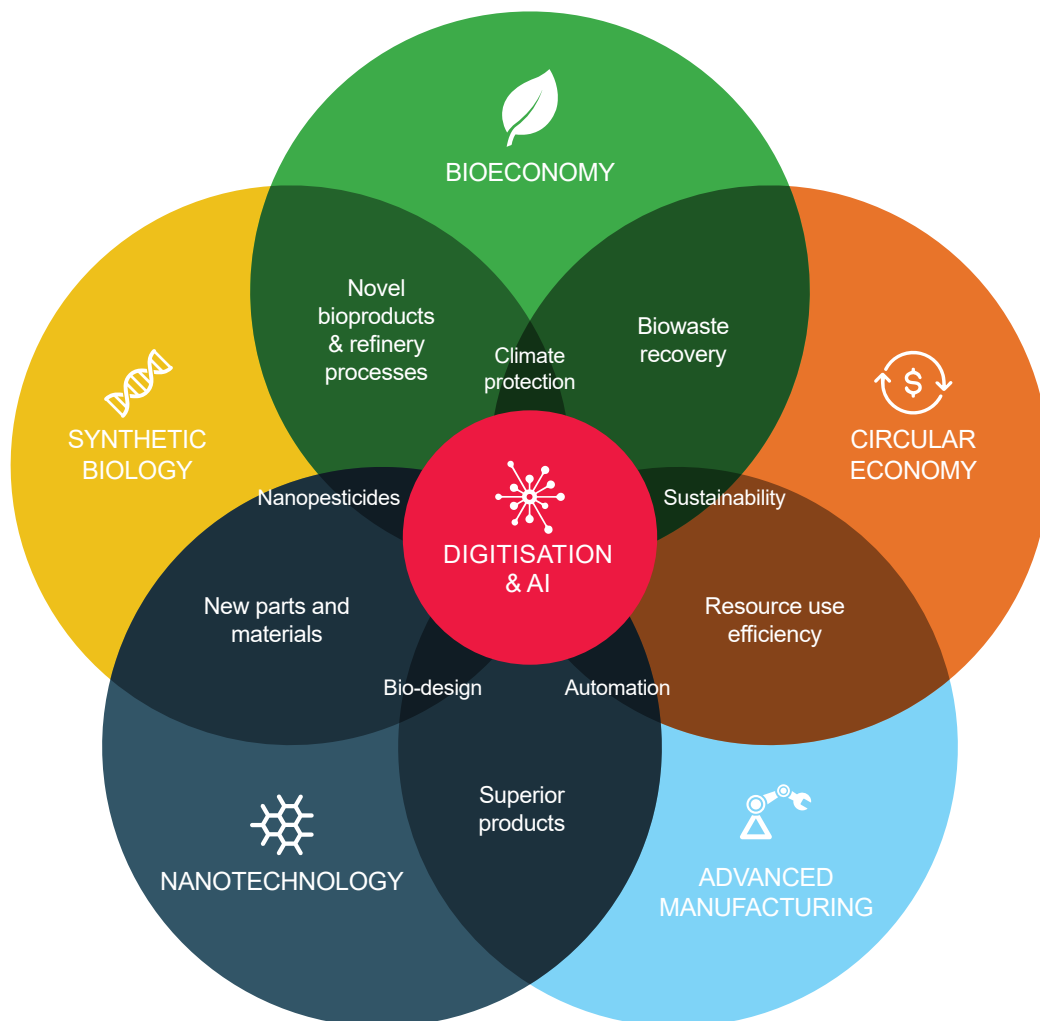 BIOECONOMY
Novel
bioproducts
& refinery
processes
Climate
protection
Biowaste
recovery
SYNTHETIC
BIOLOGY
$
CIRCULAR
ECONOMY
Nanopesticides
Sustainability
DIGITISATION
& AI
New parts and
materials
Resource use
efficiency
Bio-design
Automation
Superior
products
NANOTECHNOLOGY
ADVANCED
MANUFACTURING